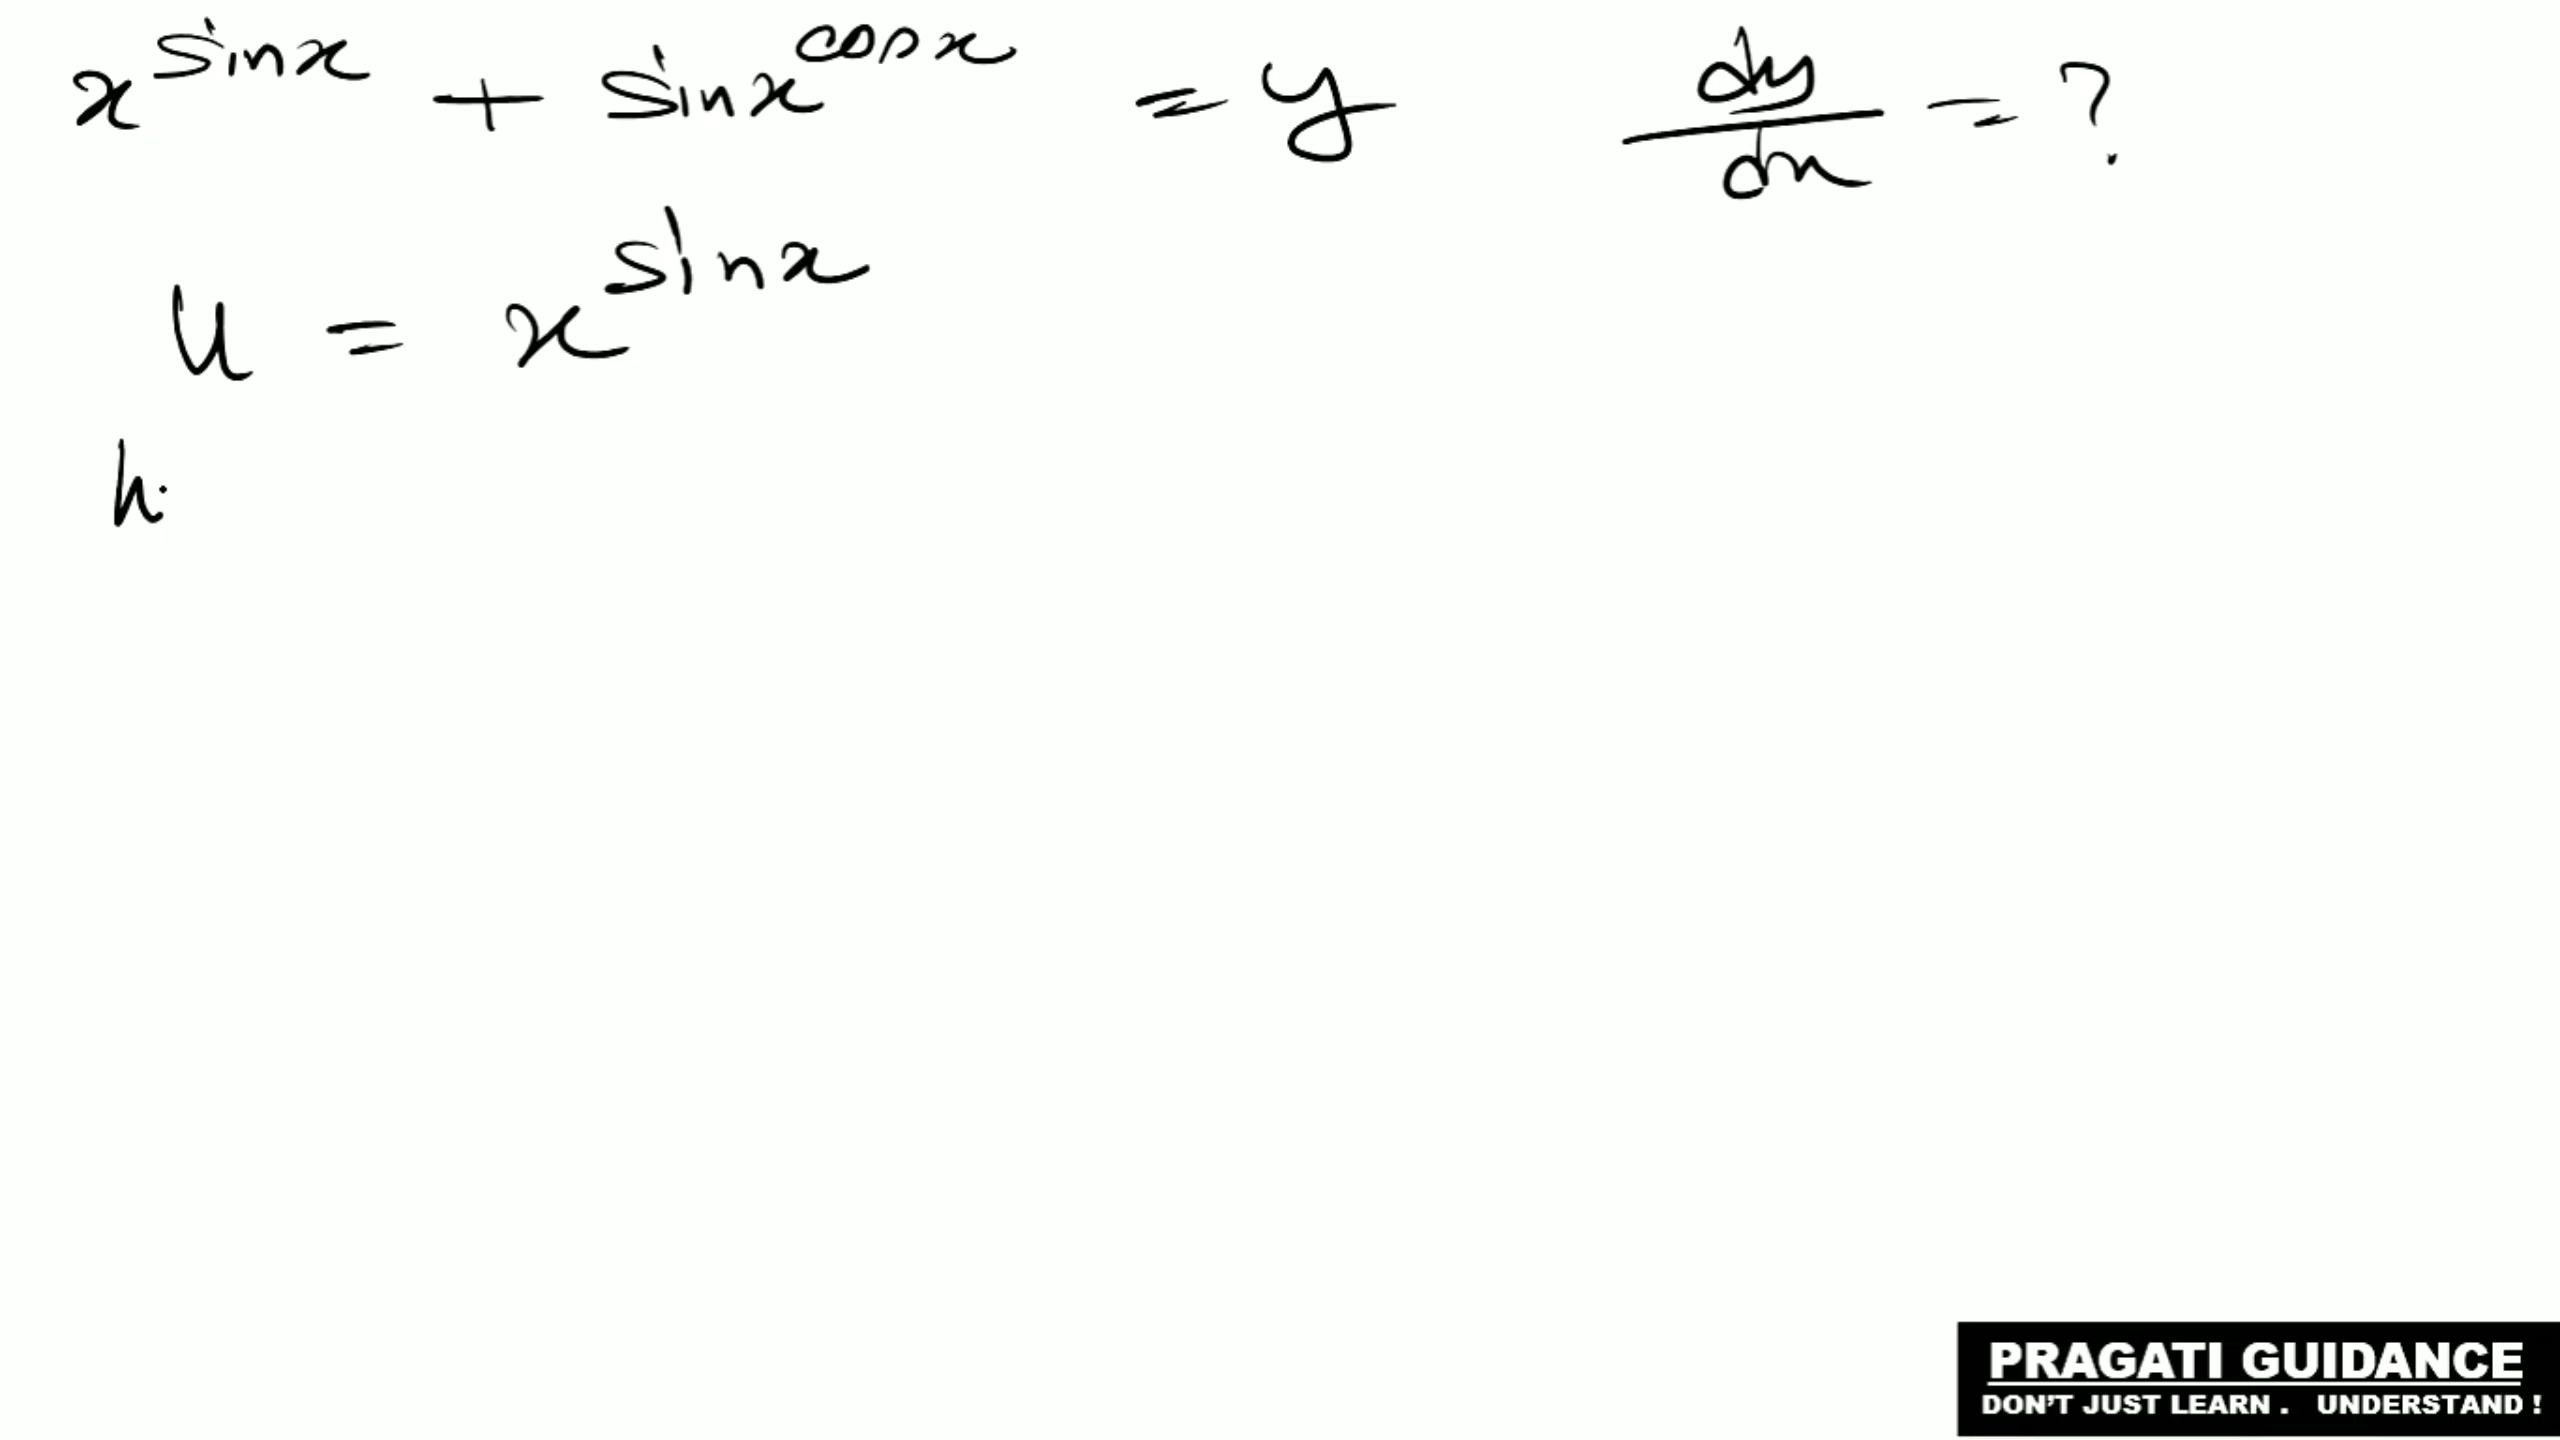 x^sinx + sinx^cosx = y dy/dx = ?
u = x^sinx
PRAGATI GUIDANCE
DON'T JUST LEARN. UNDERSTAND!